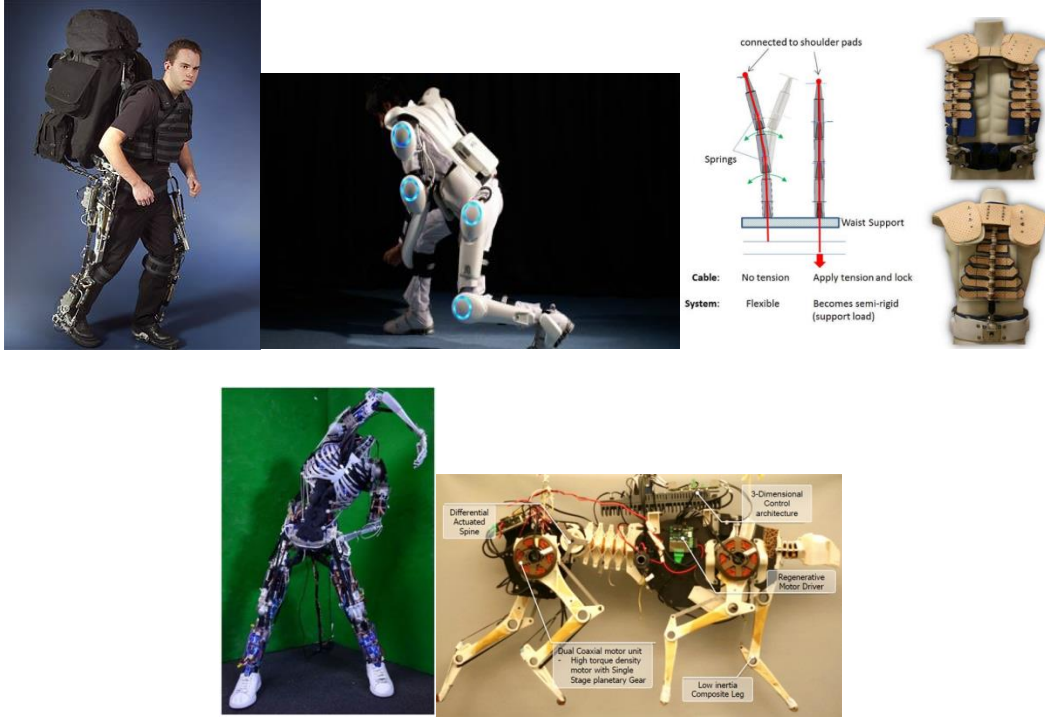 connected to shoulder pads
Springs
Waist Support
Cable: No tension Apply tension and lock
System: Flexible Becomes semi-rigid
(support load)
Differential
Actuated
Spine
3-Dimensional
Control
architecture
Regenerative
Motor Driver
Dual Coaxial motor unit
- High torque density
motor with Single
Stage planetary Gear
Low inertia
Composite Leg